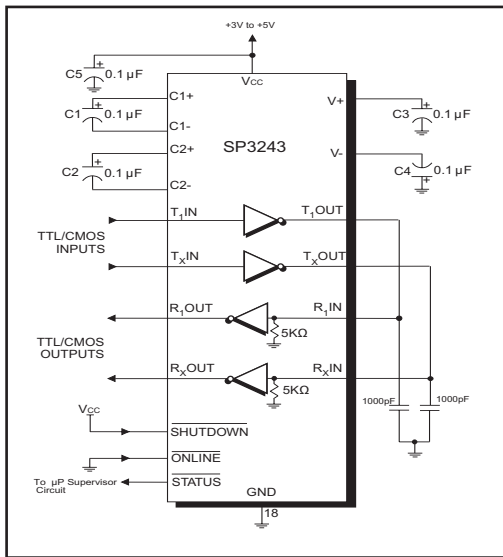 +3V to +5V
C5
+
0.1 µF
VCC
C1
+
0.1 µF
C1+
C1-
C2
+
0.1 µF
C2+
C2-
SP3243
V+
C3
+
0.1 µF
V-
C4
+
0.1 µF
TTL/CMOS
INPUTS
T1IN
T1OUT
TXIN
TXOUT
TTL/CMOS
OUTPUTS
R1OUT
R1IN
5KΩ
RXOUT
RXIN
5KΩ
1000pF
1000pF
VCC
SHUTDOWN
ONLINE
To µP Supervisor
Circuit
STATUS
GND
18